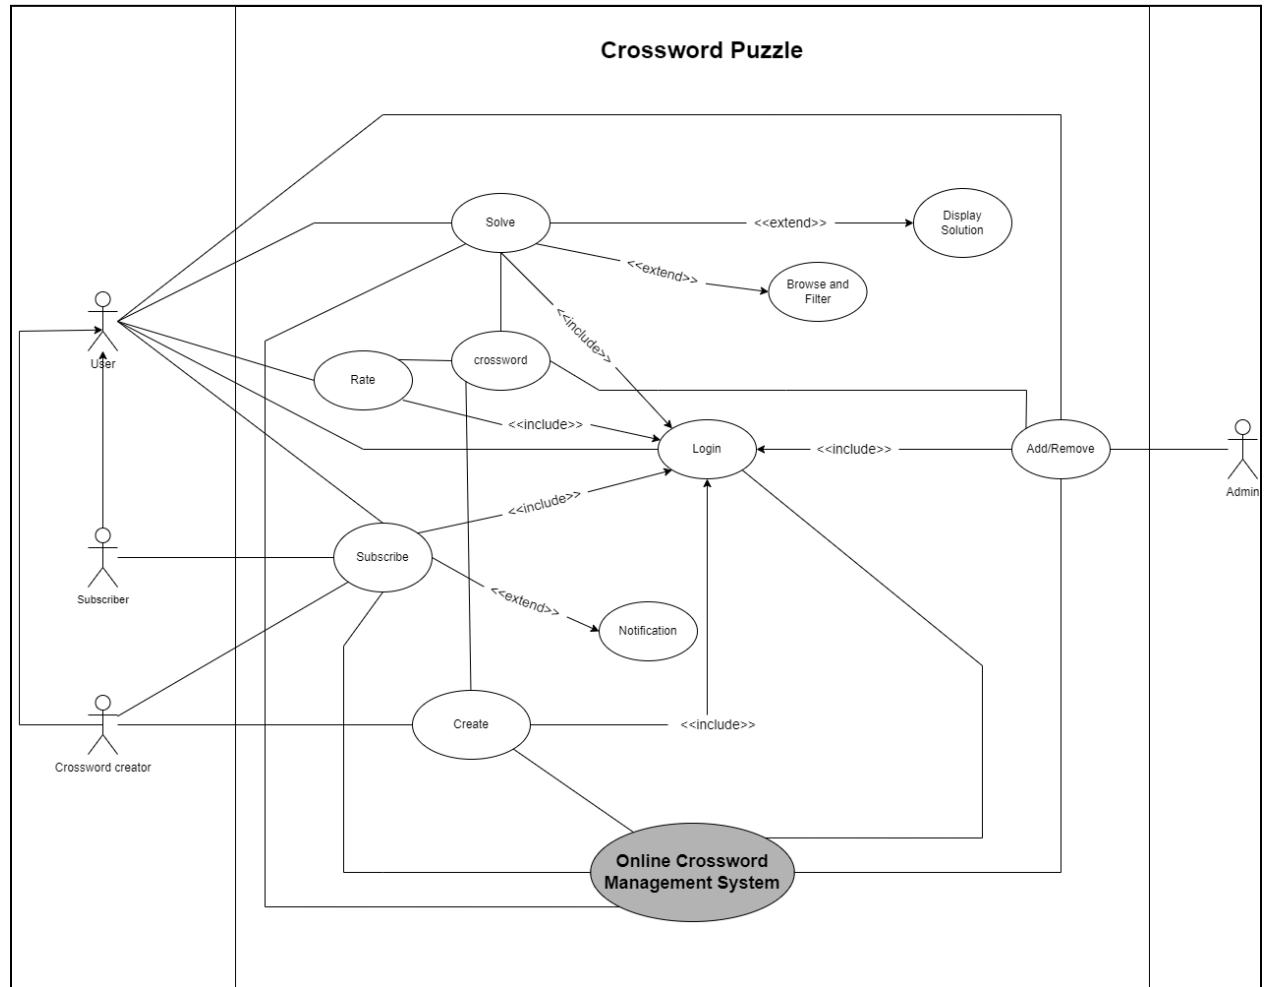 Crossword Puzzle
Solve
<<extend>>
Display
Solution
<<extend>>
Browse and
Filter
<<include>>
User
Rate
crossword
<<include>>
Login
<<include>>
Add/Remove
Admin
<<include>>
Subscribe
Subscriber
<<extend>>
Notification
Create
<<include>>
Crossword creator
Online Crossword
Management System